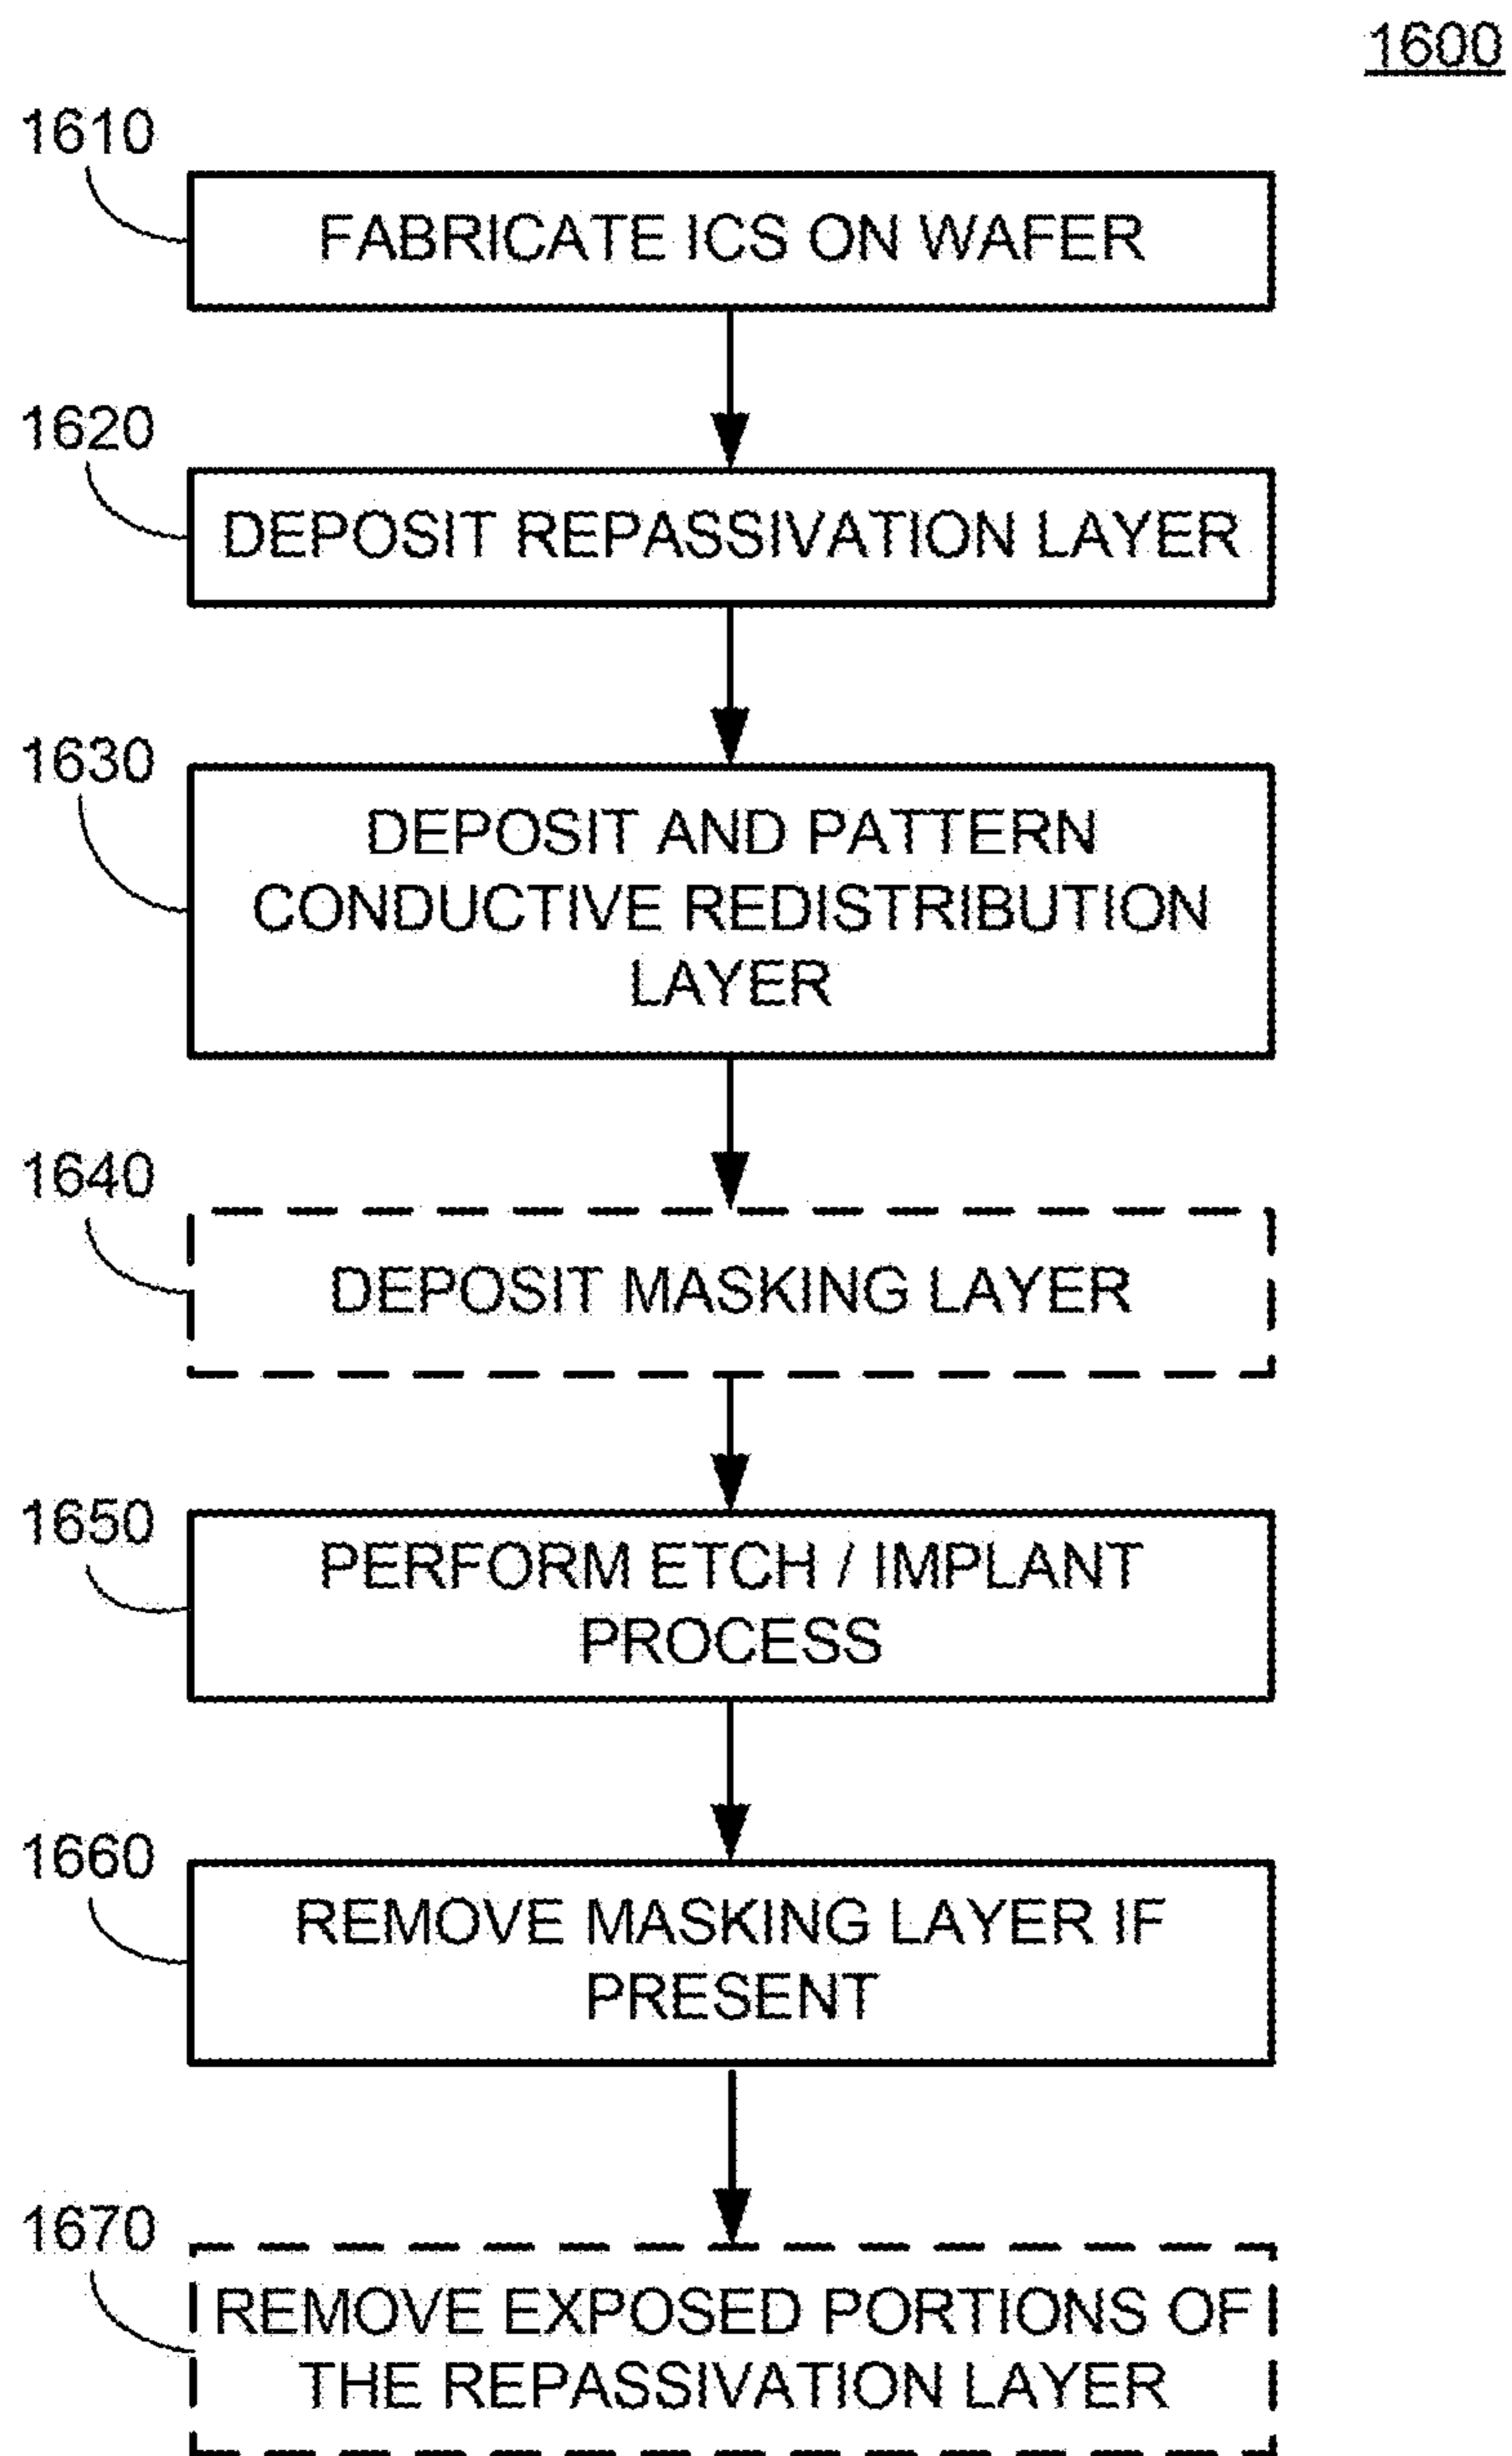 1600
1610
FABRICATE ICS ON WAFER
1620
DEPOSIT REPASSIVATION LAYER
1630
DEPOSIT AND PATTERN
CONDUCTIVE REDISTRIBUTION
LAYER
1640
DEPOSIT MASKING LAYER
1650
PERFORM ETCH / IMPLANT
PROCESS
1660
REMOVE MASKING LAYER IF
PRESENT
1670
REMOVE EXPOSED PORTIONS OF
THE REPASSIVATION LAYER